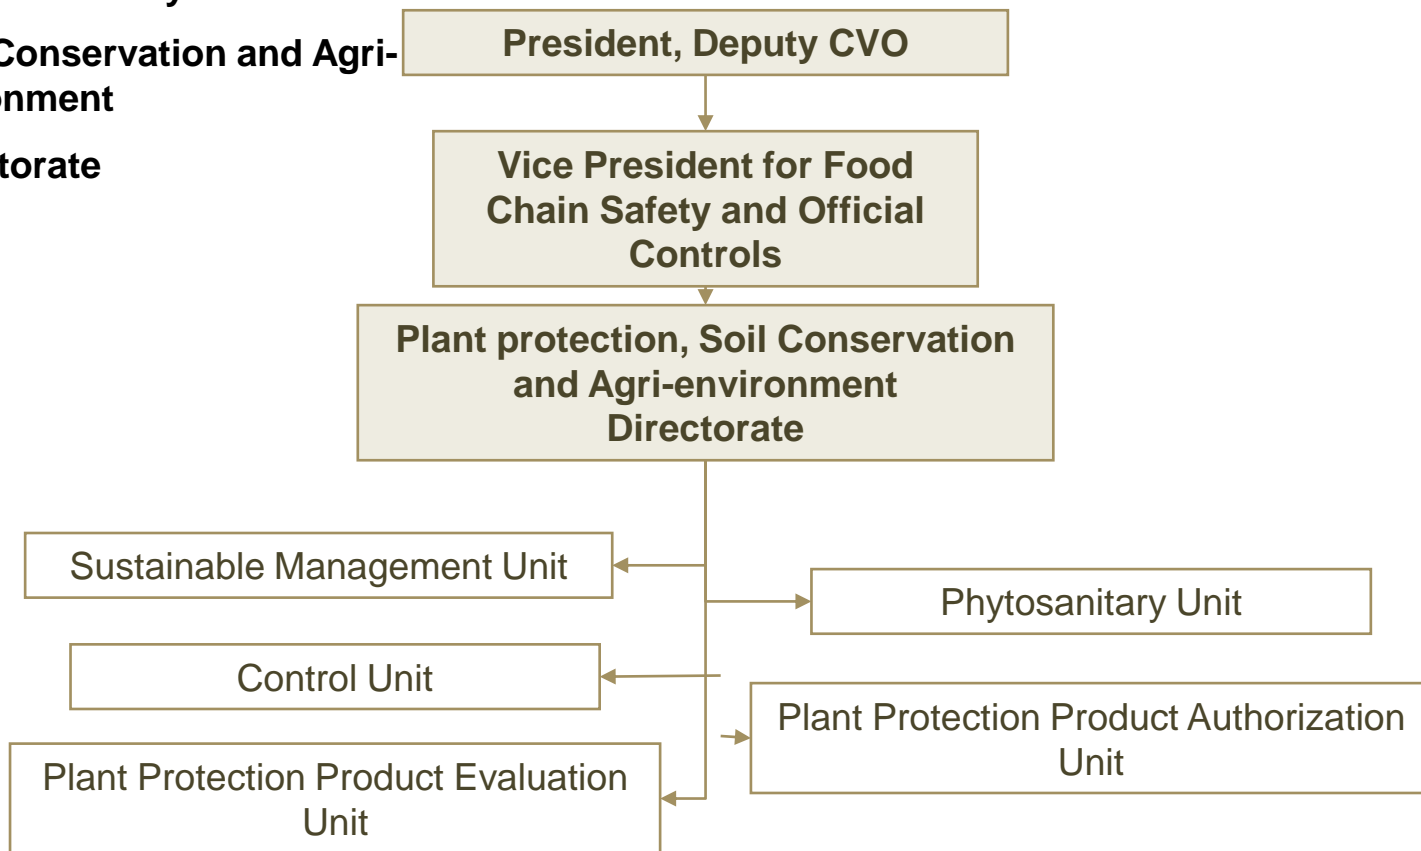 Conservation and Agri-
onment
torate
President, Deputy CVO
Vice President for Food
Chain Safety and Official
Controls
Plant protection, Soil Conservation
and Agri-environment
Directorate
Sustainable Management Unit
Phytosanitary Unit
Control Unit
Plant Protection Product Authorization
Unit
Plant Protection Product Evaluation
Unit